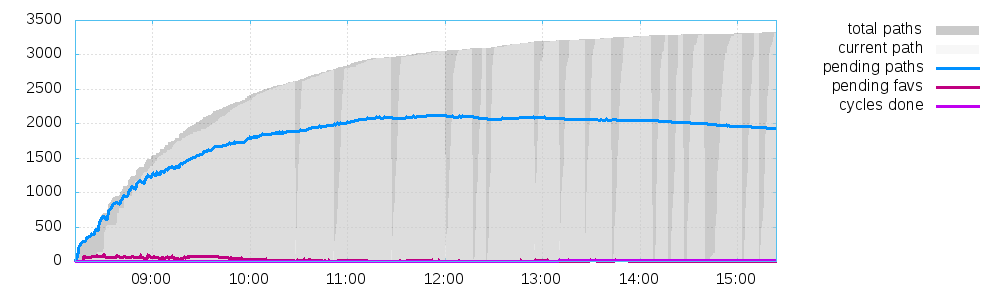 3500
3000
2500
2000
1500
1000
500
0
09:00 10:00 11:00 12:00 13:00 14:00 15:00
total paths
current path
pending paths
pending favs
cycles done